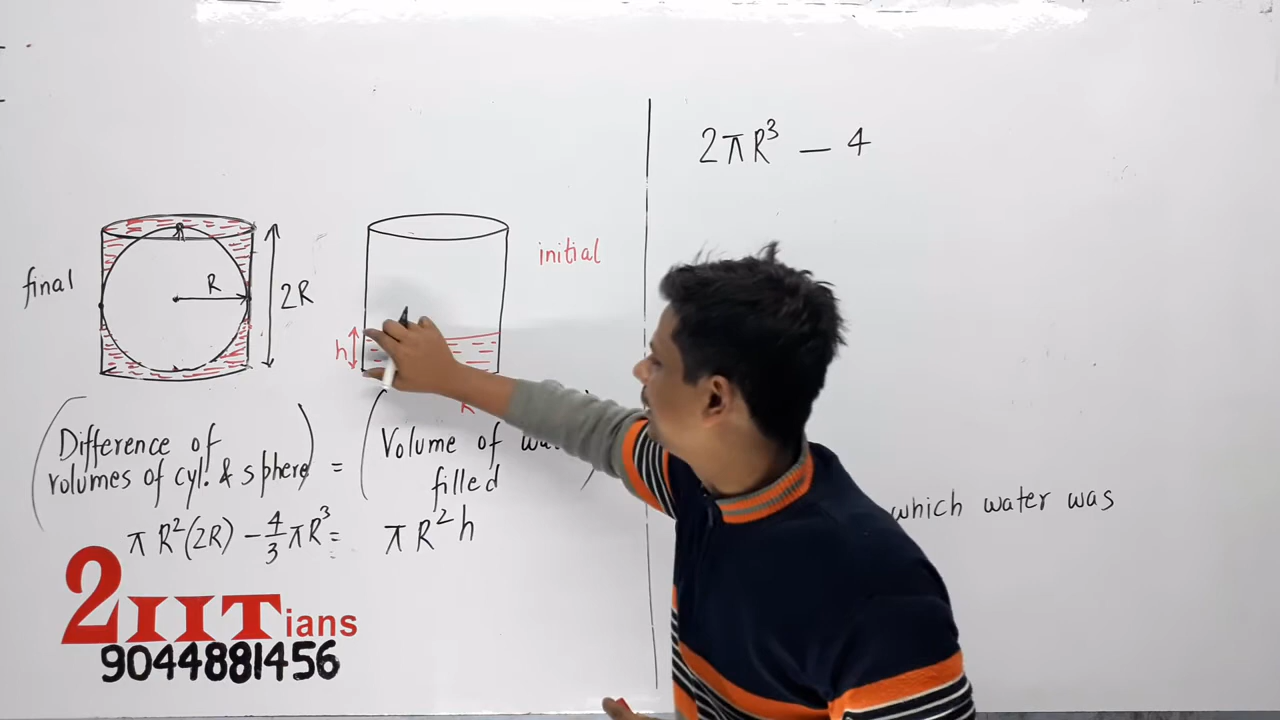 2πR³ — 4
final
R
2R
h
initial
(Difference of
volumes of cyl. & sphere) =
(Volume of
filled
πR²(2R) - 4/3 πR³ =
πR²h
which water was
2IITians
9044881456